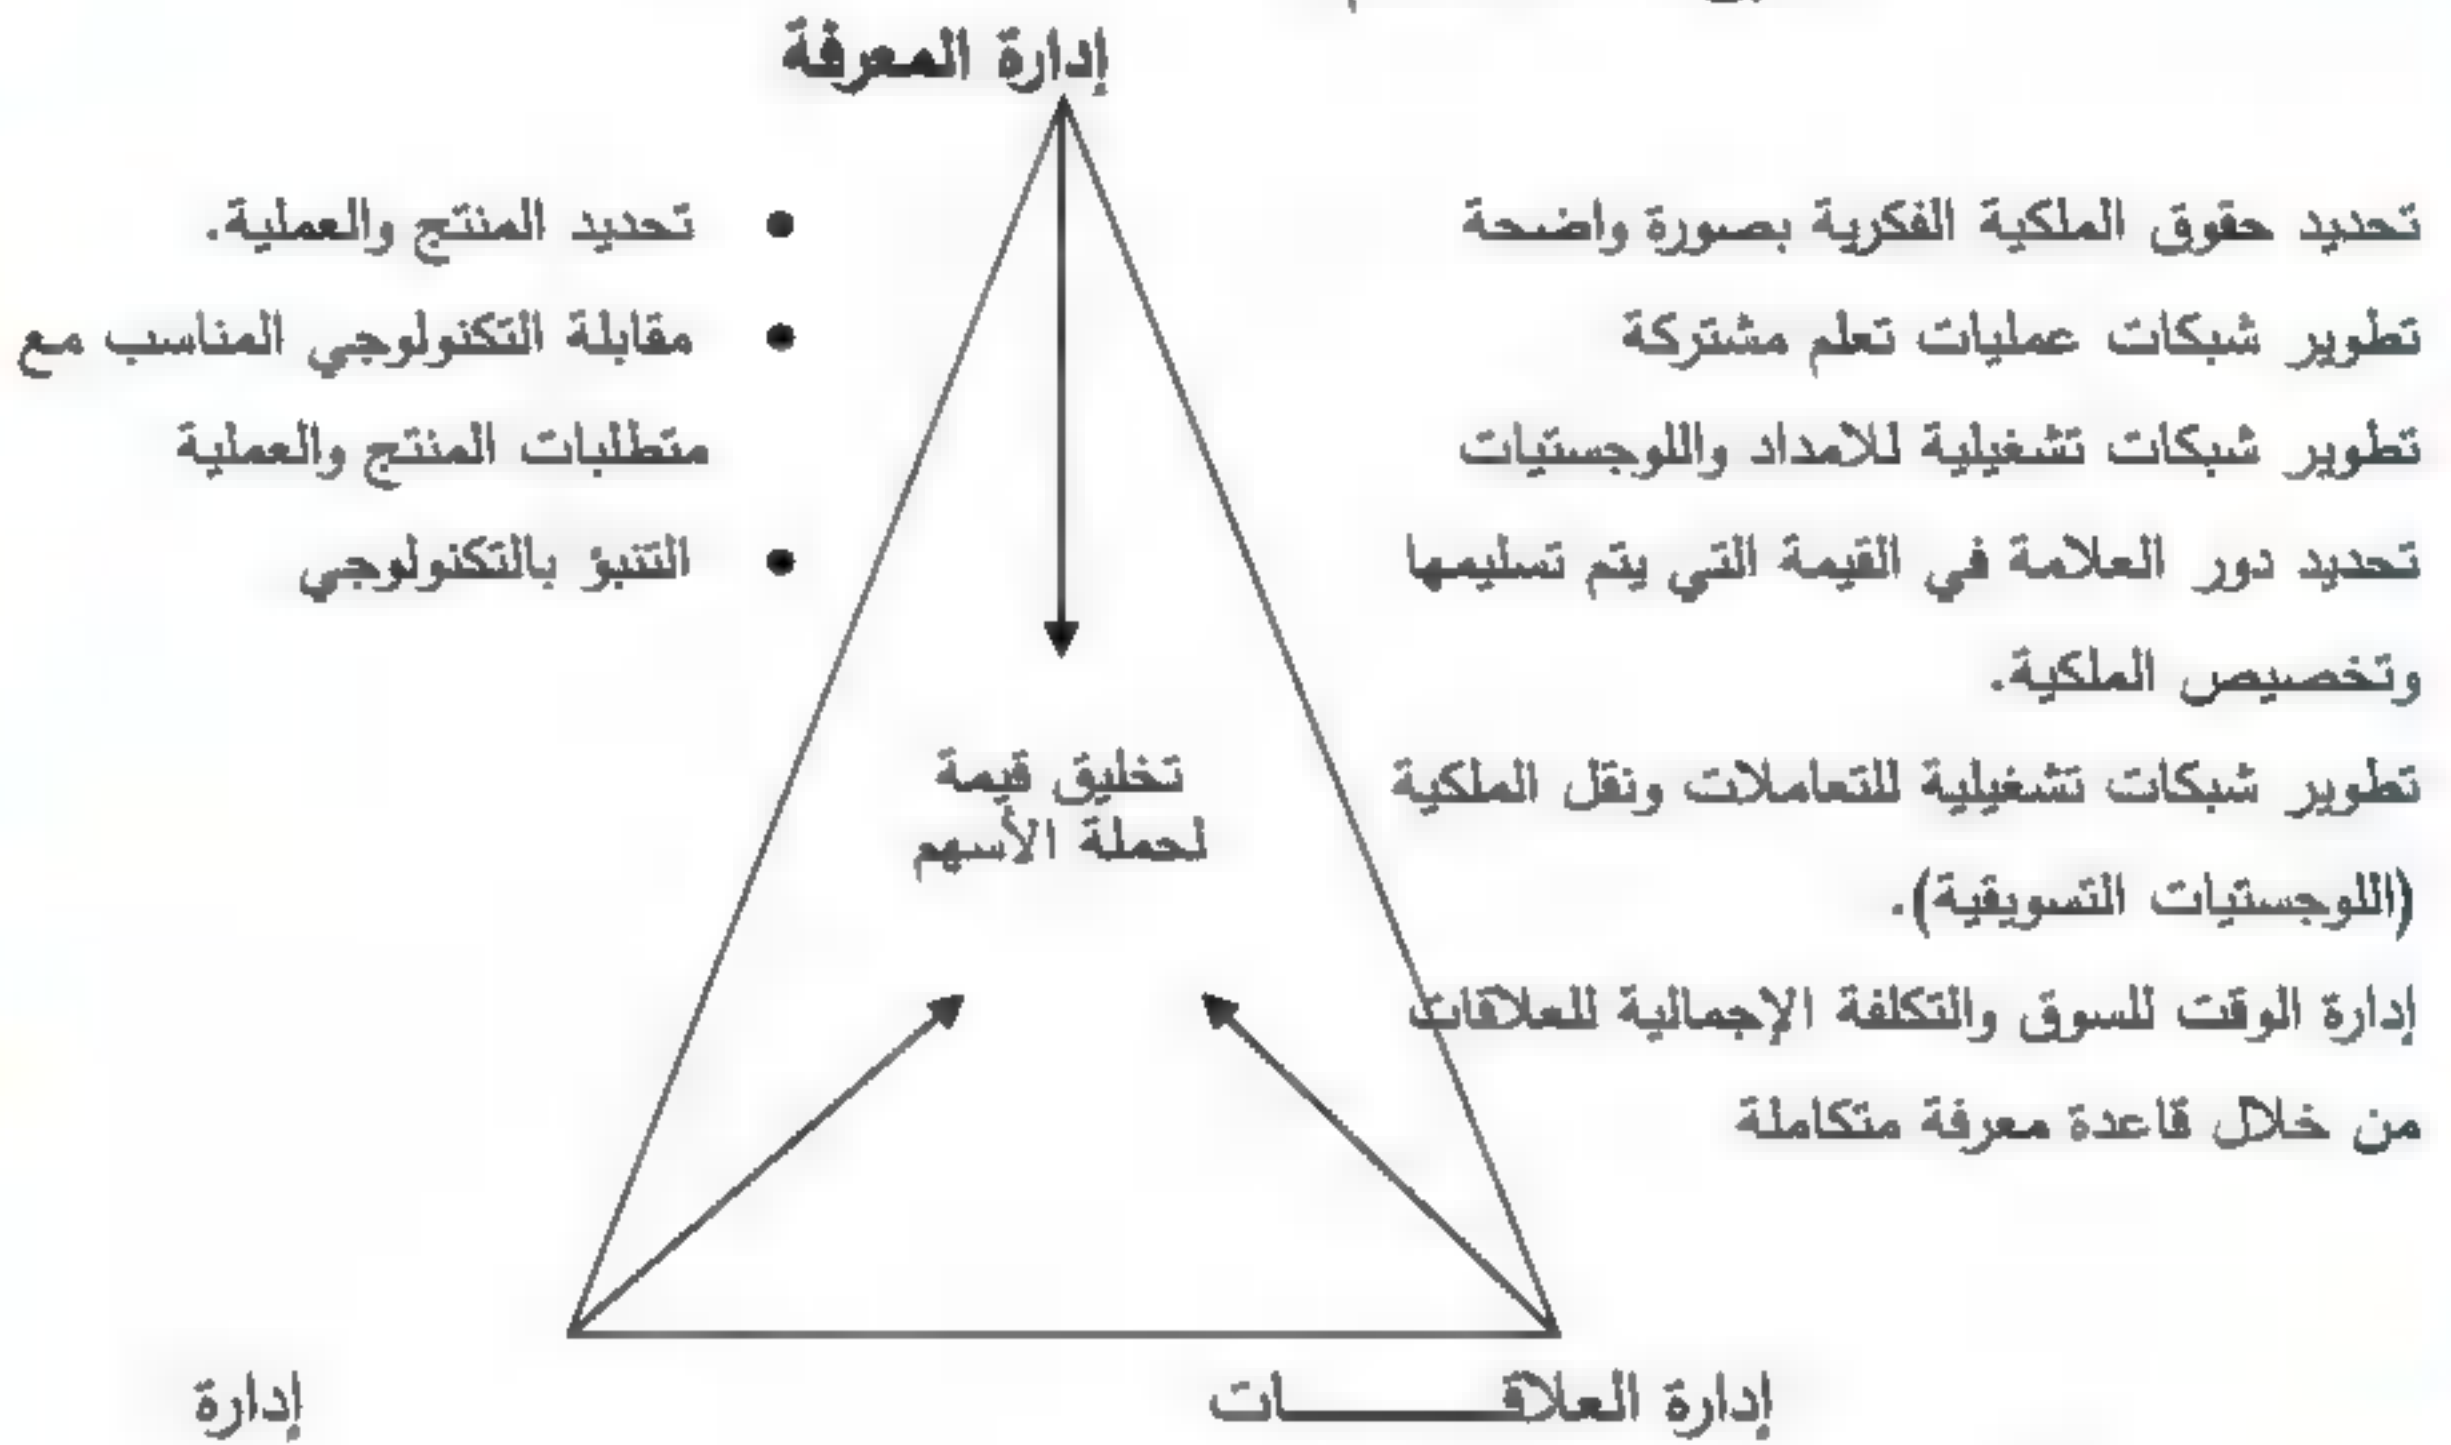 إدارة المعرفة
تحديد حقوق الملكية الفكرية بصورة واضحة
تطوير شبكات عمليات تعلم مشتركة
تطوير شبكات تشغيلية للامداد واللوجستيات
تحديد دور العلامة في القيمة التي يتم تسليمها
وتخصيص الملكية.
تطوير شبكات تشغيلية للتعاملات ونقل الملكية
(اللوجستيات التسويقية).
إدارة الوقت للسوق والتكلفة الإجمالية للعلاقات
من خلال قاعدة معرفة متكاملة
• تحديد المنتج والعملية.
• مقابلة التكنولوجي المناسب مع
متطلبات المنتج والعملية
• التنبؤ بالتكنولوجي
تخليق قيمة
لحملة الأسهم
إدارة العلاقـــــــات
إدارة